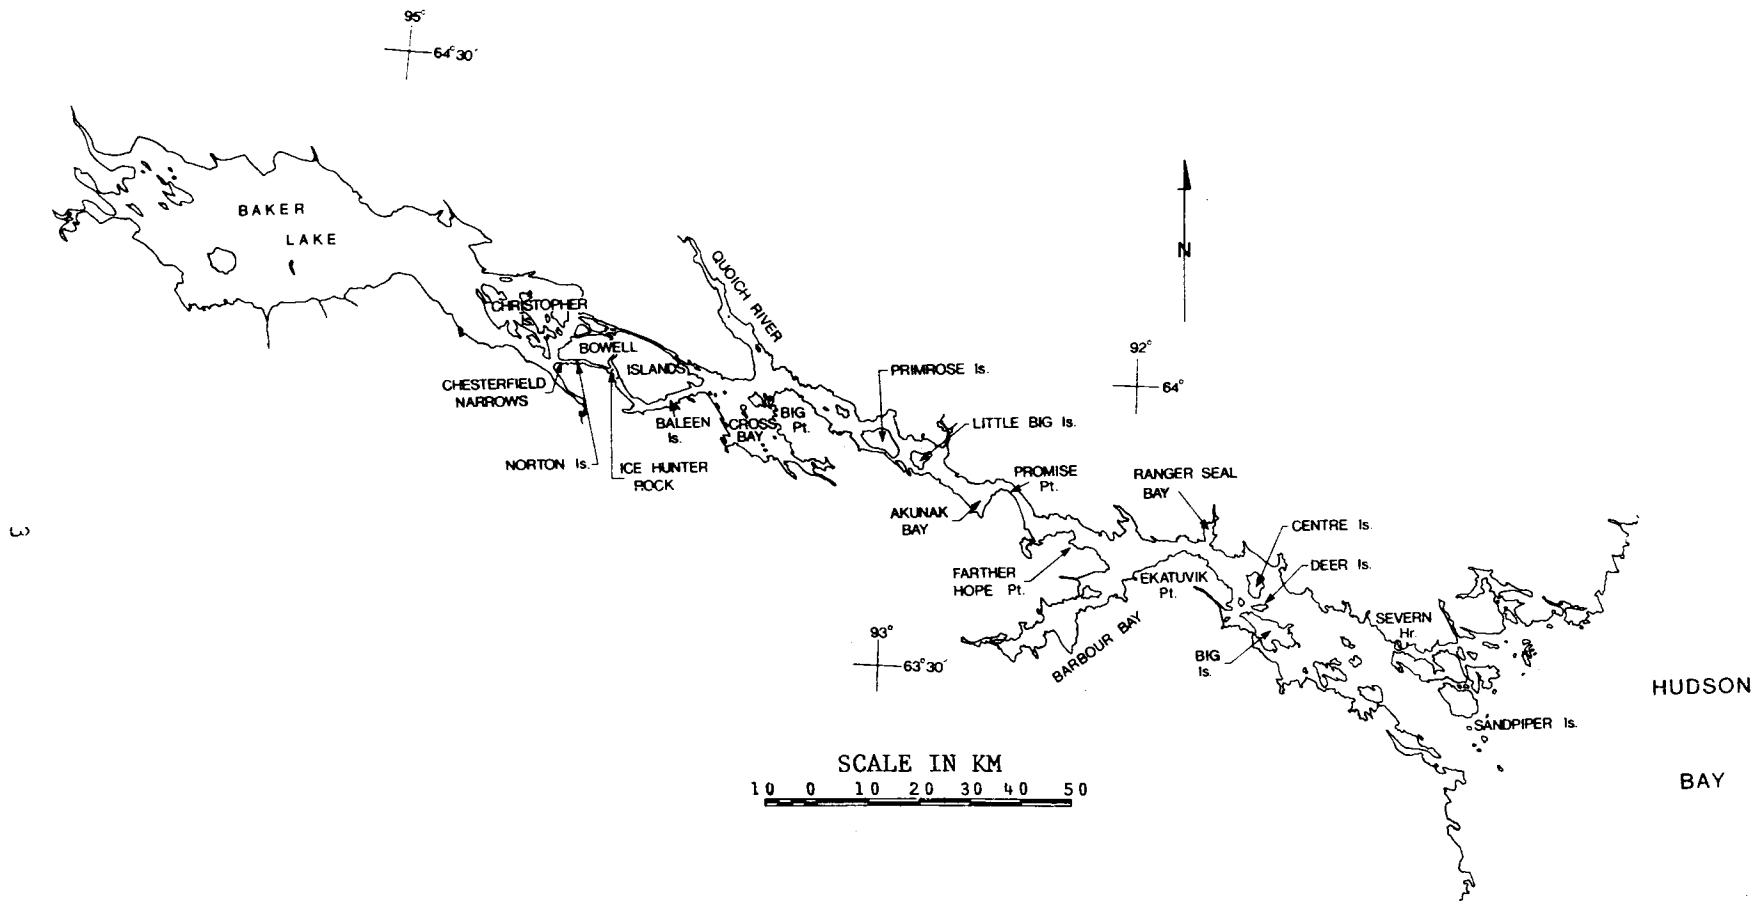 95°
64° 30'
BAKER
LAKE
QUOICH RIVER
N
CHRISTOPHER
Is.
BOWELL
ISLANDS
92°
64°
CHESTERFIELD
NARROWS
PRIMROSE Is.
BALEEN
Is.
CROSS
BAY
BIG
Pt.
LITTLE BIG Is.
NORTON Is.
ICE HUNTER
ROCK
PROMISE
Pt.
RANGER SEAL
BAY
AKUNAK
BAY
CENTRE Is.
3
FARTHER
HOPE Pt.
EKATUVIK
Pt.
DEER Is.
SEVERN
Hr.
93°
63° 30'
BARBOUR BAY
BIG
Is.
HUDSON
SANDPIPER Is.
BAY
SCALE IN KM
10 0 10 20 30 40 50